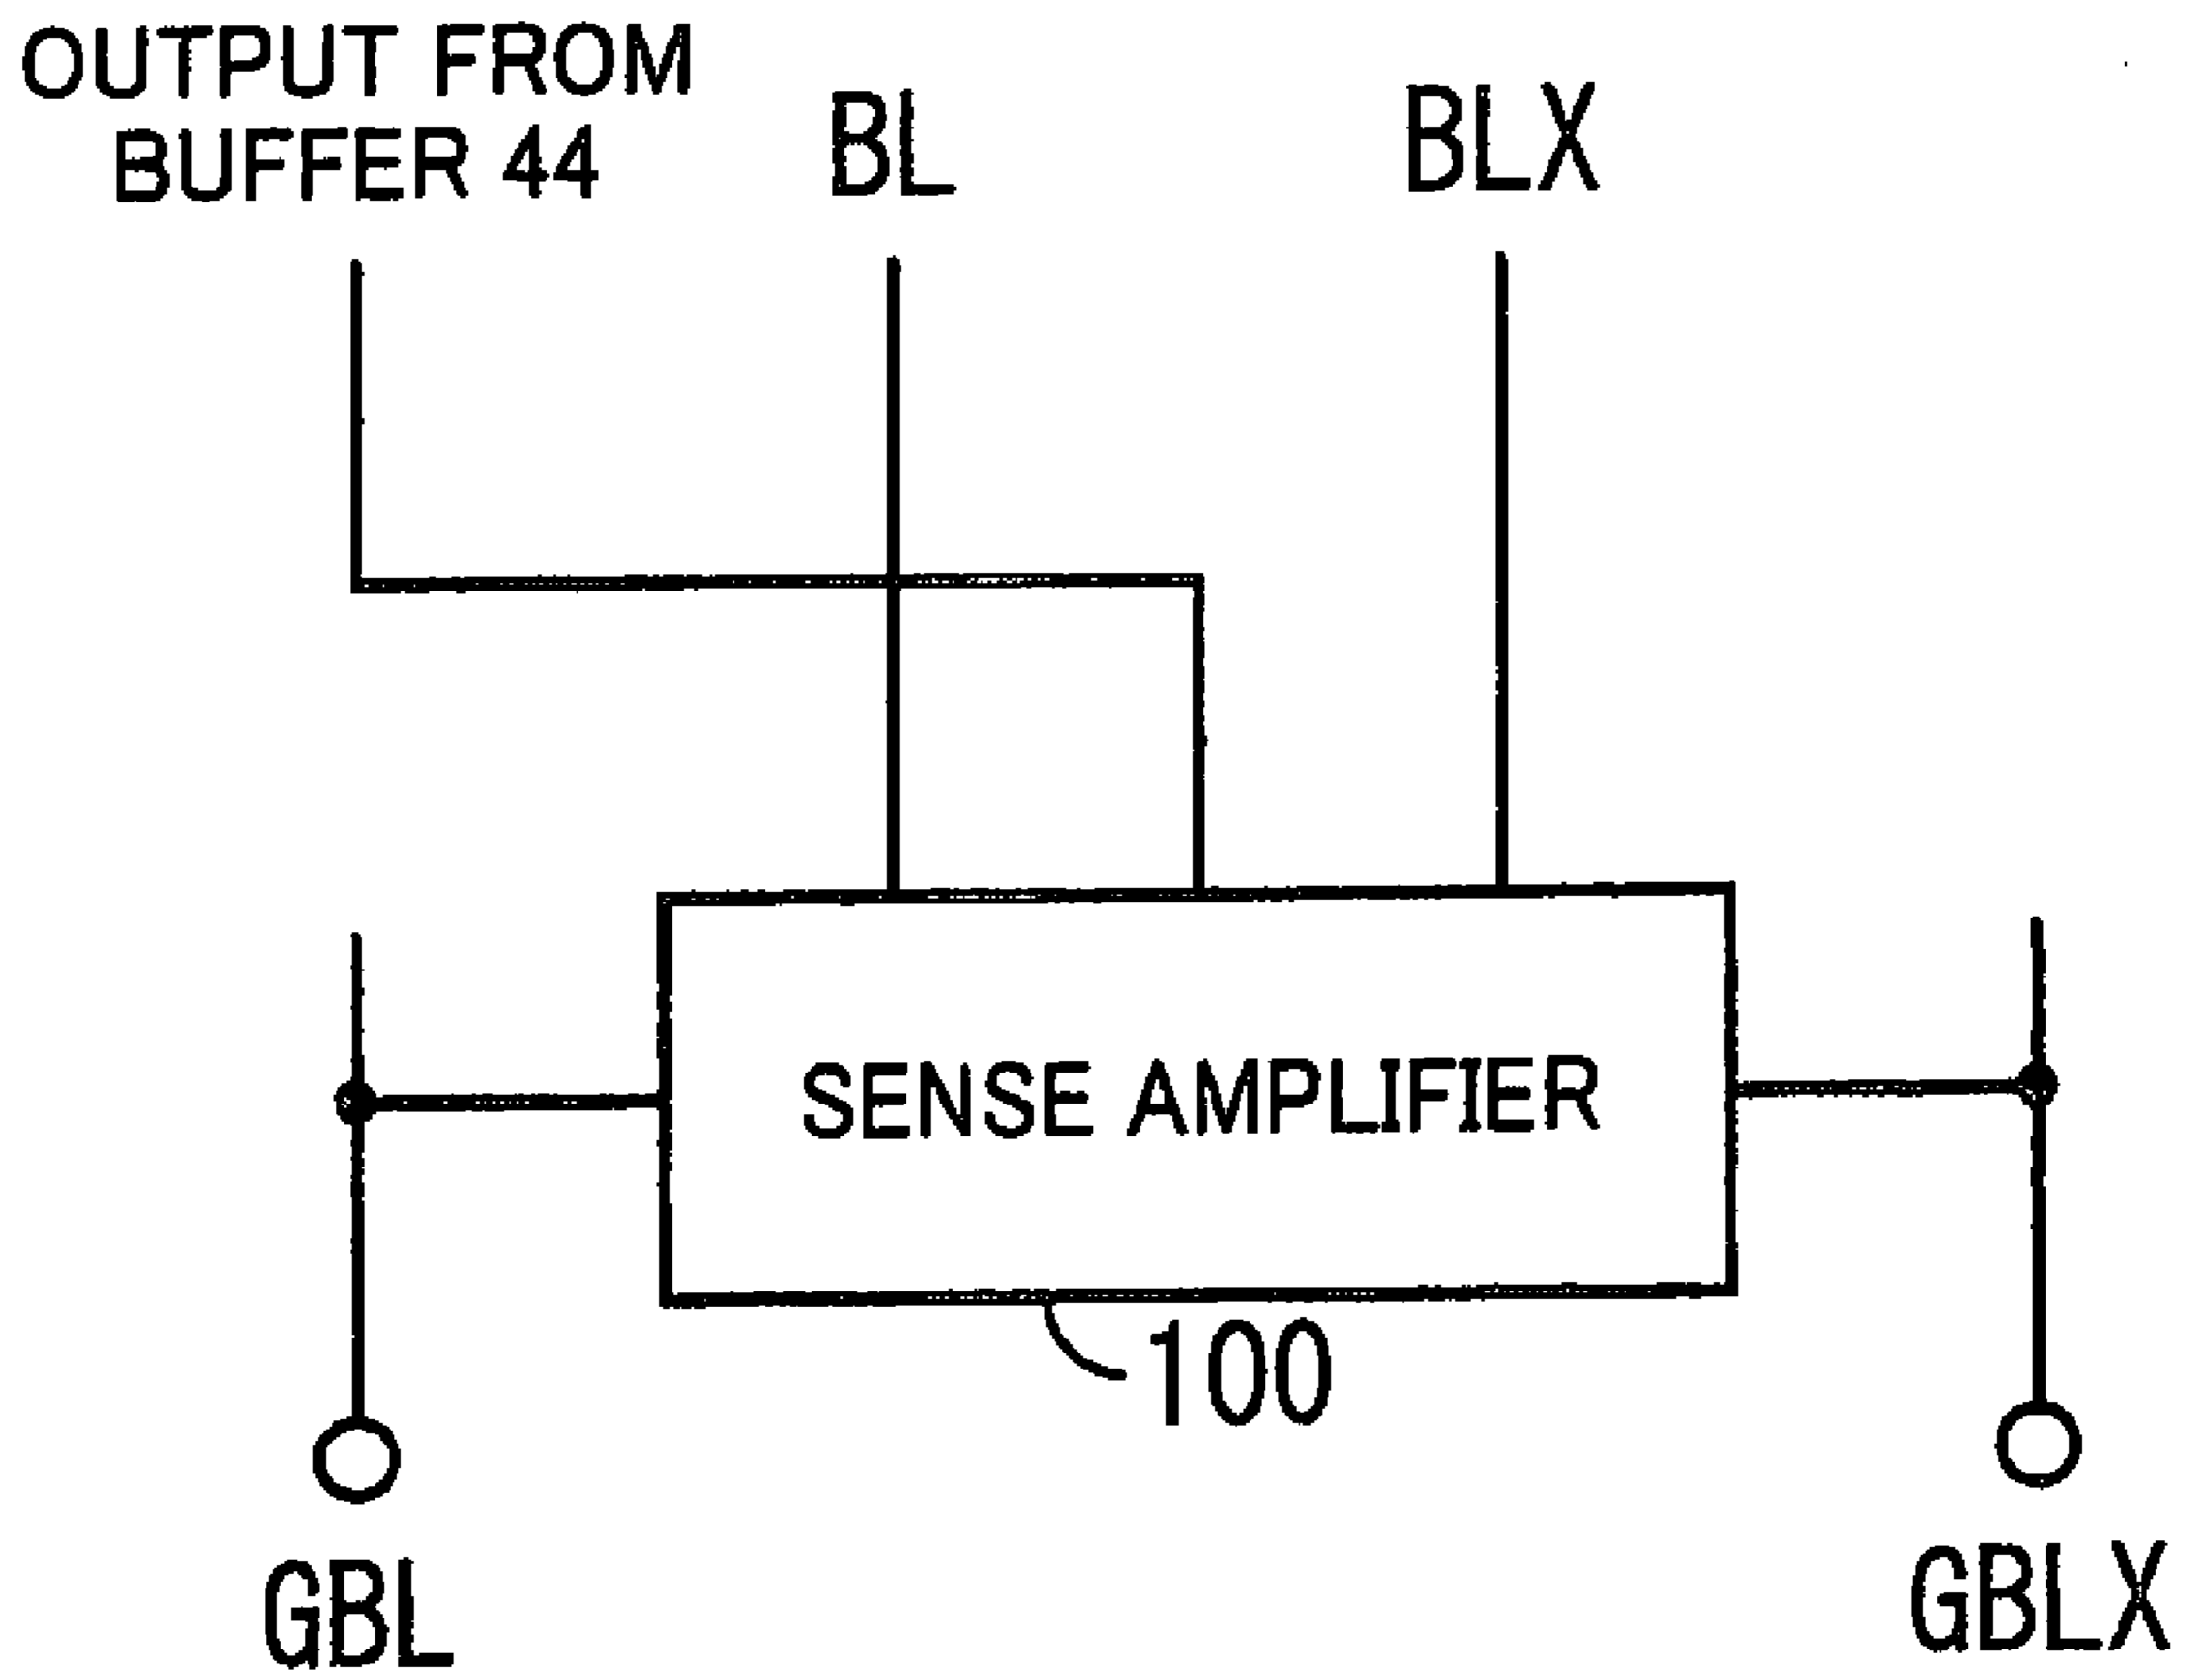 OUTPUT FROM
BUFFER 44
BL
BLX
SENSE AMPLIFIER
100
GBL
GBLX